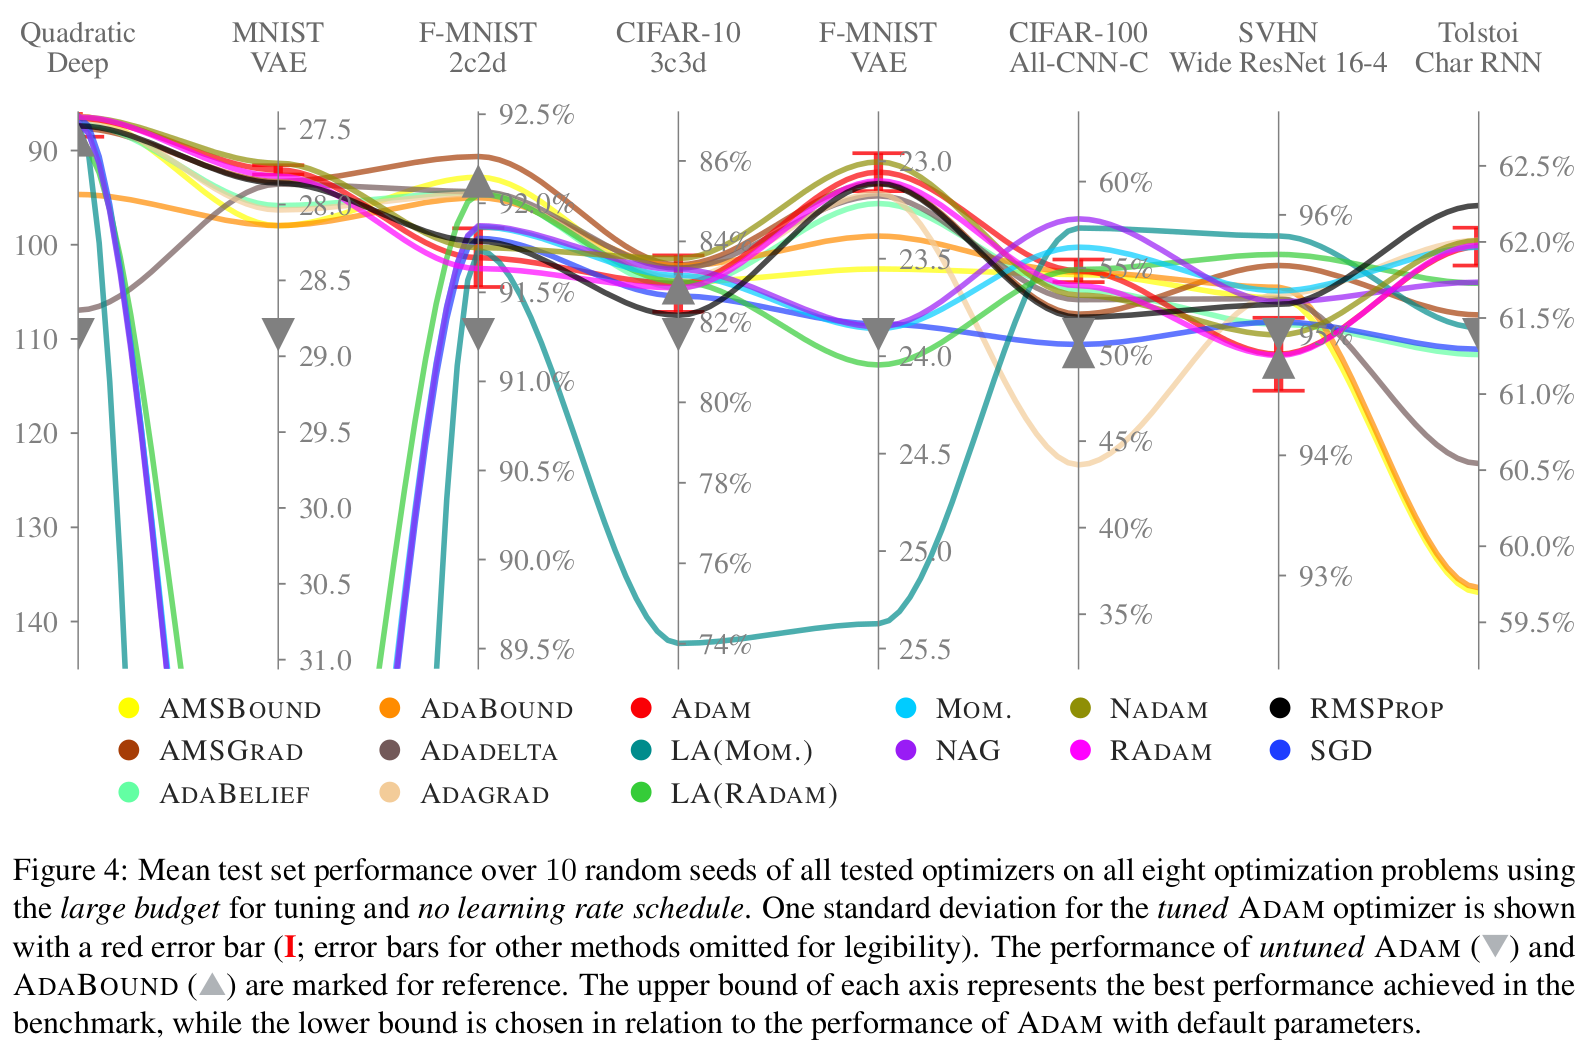 Quadratic Deep
MNIST VAE
F-MNIST 2c2d
CIFAR-10 3c3d
F-MNIST VAE
CIFAR-100 All-CNN-C
SVHN Wide ResNet 16-4
Tolstoi Char RNN
90
100
110
120
130
140
27.5
28.0
28.5
29.0
29.5
30.0
30.5
31.0
92.5%
92.0%
91.5%
91.0%
90.5%
90.0%
89.5%
86%
84%
82%
80%
78%
76%
74%
23.0
23.5
24.0
24.5
25.0
25.5
60%
55%
50%
45%
40%
35%
96%
95%
94%
93%
62.5%
62.0%
61.5%
61.0%
60.5%
60.0%
59.5%
AMSBOUND
ADABOUND
ADAM
MOM.
NADAM
RMSPROP
AMSGRAD
ADADELTA
LA(MOM.)
NAG
RADAM
SGD
ADABELIEF
ADAGRAD
LA(RADAM)
Figure 4: Mean test set performance over 10 random seeds of all tested optimizers on all eight optimization problems using
the large budget for tuning and no learning rate schedule. One standard deviation for the tuned ADAM optimizer is shown
with a red error bar (I; error bars for other methods omitted for legibility). The performance of untuned ADAM (▼) and
ADABOUND (▲) are marked for reference. The upper bound of each axis represents the best performance achieved in the
benchmark, while the lower bound is chosen in relation to the performance of ADAM with default parameters.